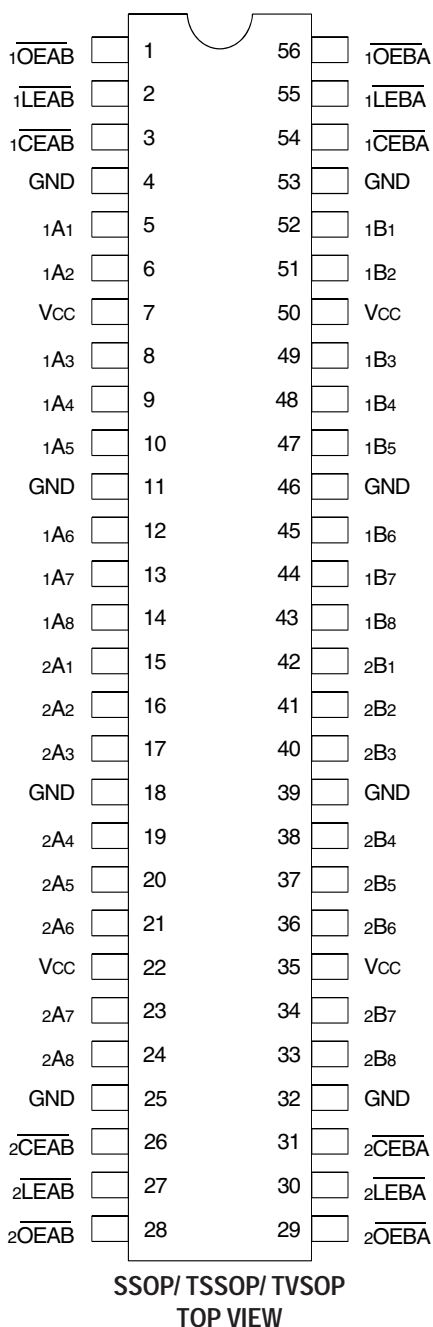 1OEAB 1 56 1OEBA
1LEAB 2 55 1LEBA
1CEAB 3 54 1CEBA
GND 4 53 GND
1A1 5 52 1B1
1A2 6 51 1B2
VCC 7 50 VCC
1A3 8 49 1B3
1A4 9 48 1B4
1A5 10 47 1B5
GND 11 46 GND
1A6 12 45 1B6
1A7 13 44 1B7
1A8 14 43 1B8
2A1 15 42 2B1
2A2 16 41 2B2
2A3 17 40 2B3
GND 18 39 GND
2A4 19 38 2B4
2A5 20 37 2B5
2A6 21 36 2B6
VCC 22 35 VCC
2A7 23 34 2B7
2A8 24 33 2B8
GND 25 32 GND
2CEAB 26 31 2CEBA
2LEAB 27 30 2LEBA
2OEAB 28 29 2OEBA
SSOP/ TSSOP/ TVSOP
TOP VIEW